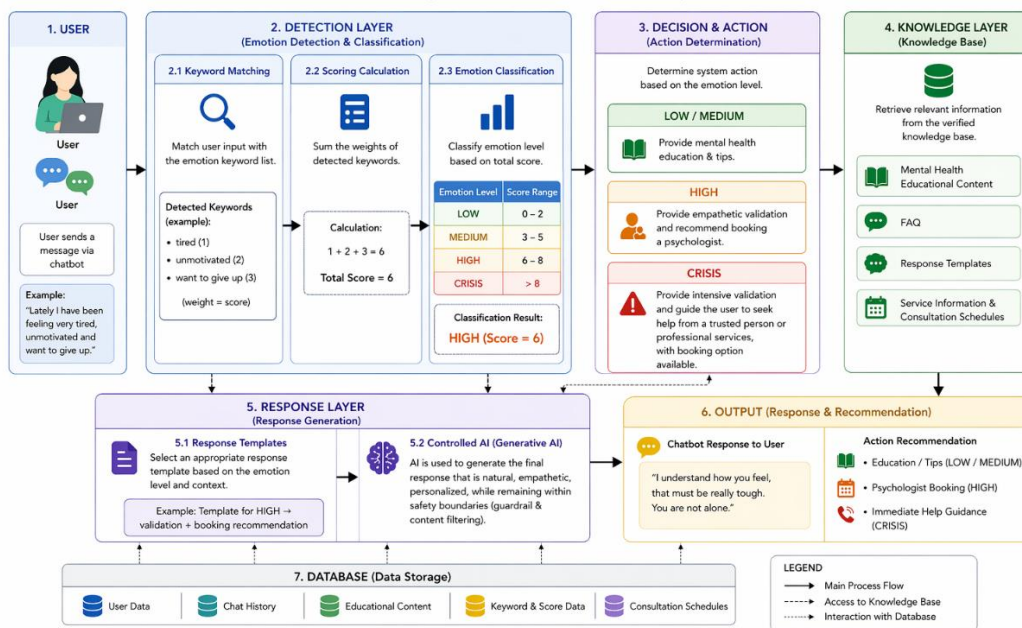 1. USER
User
User
User sends a
message via
chatbot
Example:
"Lately I have been
feeling very tired,
unmotivated and
want to give up."
2. DETECTION LAYER
(Emotion Detection & Classification)
2.1 Keyword Matching
Match user input with
the emotion keyword list.
Detected Keywords
(example):
• tired (1)
• unmotivated (2)
• want to give up (3)
(weight = score)
2.2 Scoring Calculation
Sum the weights of
detected keywords.
Calculation:
1 + 2 + 3 = 6
Total Score = 6
2.3 Emotion Classification
Classify emotion level
based on total score.
Emotion Level Score Range
LOW 0 – 2
MEDIUM 3 – 5
HIGH 6 – 8
CRISIS > 8
Classification Result:
HIGH (Score = 6)
3. DECISION & ACTION
(Action Determination)
Determine system action
based on the emotion level.
LOW / MEDIUM
Provide mental health
education & tips.
HIGH
Provide empathetic validation
and recommend booking
a psychologist.
CRISIS
Provide intensive validation
and guide the user to seek
help from a trusted person or
professional services,
with booking option
available.
4. KNOWLEDGE LAYER
(Knowledge Base)
Retrieve relevant information
from the verified
knowledge base.
Mental Health
Educational Content
FAQ
Response Templates
Service Information &
Consultation Schedules
5. RESPONSE LAYER
(Response Generation)
5.1 Response Templates
Select an appropriate response
template based on the emotion
level and context.
Example: Template for HIGH →
validation + booking recommendation
5.2 Controlled AI (Generative AI)
AI is used to generate the final
response that is natural, empathetic,
personalized, while remaining within
safety boundaries (guardrail &
content filtering).
6. OUTPUT (Response & Recommendation)
Chatbot Response to User
"I understand how you feel,
that must be really tough.
You are not alone."
Action Recommendation
• Education / Tips (LOW / MEDIUM)
• Psychologist Booking (HIGH)
• Immediate Help Guidance
(CRISIS)
7. DATABASE (Data Storage)
User Data
Chat History
Educational Content
Keyword & Score Data
Consultation Schedules
LEGEND
Main Process Flow
Access to Knowledge Base
Interaction with Database